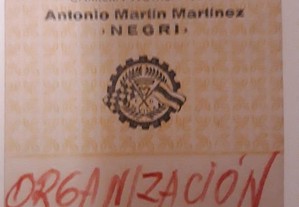 Antonio Martín Martínez
·NEGRI·
ORGANIZACIÓN